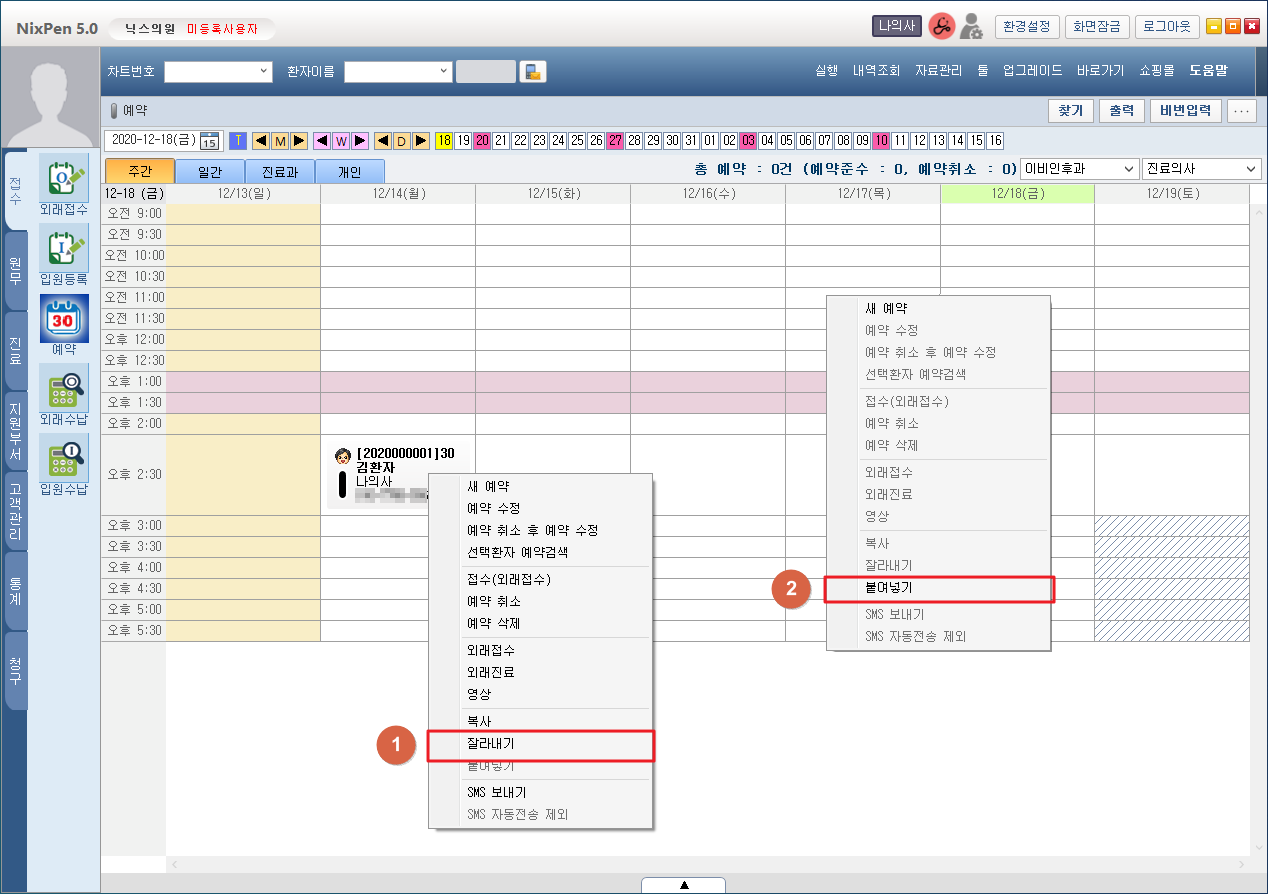 NixPen 5.0 닉스의원 미등록사용자 나의사 환경설정 화면잠금 로그아웃
차트번호 환자이름 실행 내역조회 자료관리 툴 업그레이드 바로가기 쇼핑몰 도움말
예약 찾기 출력 비번입력 ...
2020-12-18(금) 15 T ◀ M ▶ ◀ W ▶ ◀ D ▶ 18 19 20 21 22 23 24 25 26 27 28 29 30 31 01 02 03 04 05 06 07 08 09 10 11 12 13 14 15 16
주간 일간 진료과 개인 총 예약 : 0건 (예약준수 : 0, 예약취소 : 0) 이비인후과 진료의사
12-18 (금) 12/13(일) 12/14(월) 12/15(화) 12/16(수) 12/17(목) 12/18(금) 12/19(토)
접수
원무
진료
지원부서
고객관리
통계
청구
O
외래접수
I
입원등록
30
예약
외래수납
입원수납
오전 9:00
오전 9:30
오전 10:00
오전 10:30
오전 11:00
오전 11:30
오후 12:00
오후 12:30
오후 1:00
오후 1:30
오후 2:00
오후 2:30
오후 3:00
오후 3:30
오후 4:00
오후 4:30
오후 5:00
오후 5:30
[2020000001]30
김환자
나의사
새 예약
예약 수정
예약 취소 후 예약 수정
선택환자 예약검색
접수(외래접수)
예약 취소
예약 삭제
외래접수
외래진료
영상
복사
1 잘라내기
붙여넣기
SMS 보내기
SMS 자동전송 제외
새 예약
예약 수정
예약 취소 후 예약 수정
선택환자 예약검색
접수(외래접수)
예약 취소
예약 삭제
외래접수
외래진료
영상
복사
잘라내기
2 붙여넣기
SMS 보내기
SMS 자동전송 제외